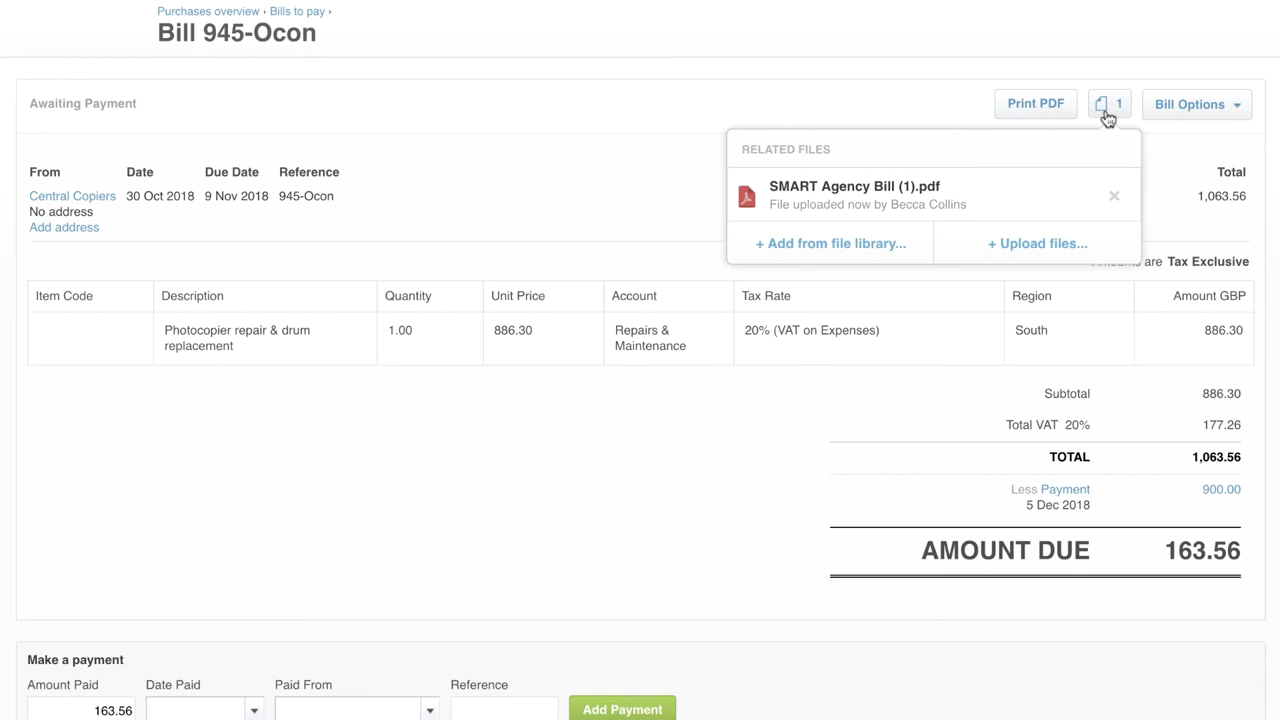 Purchases overview › Bills to pay ›
Bill 945-Ocon
Awaiting Payment
Print PDF
1
Bill Options
RELATED FILES
SMART Agency Bill (1).pdf
File uploaded now by Becca Collins
+ Add from file library...
+ Upload files...
From
Date
Due Date
Reference
Total
Central Copiers
30 Oct 2018
9 Nov 2018
945-Ocon
1,063.56
No address
Add address
are Tax Exclusive
Item Code
Description
Quantity
Unit Price
Account
Tax Rate
Region
Amount GBP
Photocopier repair & drum
replacement
1.00
886.30
Repairs &
Maintenance
20% (VAT on Expenses)
South
886.30
Subtotal
886.30
Total VAT 20%
177.26
TOTAL
1,063.56
Less Payment
900.00
5 Dec 2018
AMOUNT DUE
163.56
Make a payment
Amount Paid
Date Paid
Paid From
Reference
163.56
Add Payment